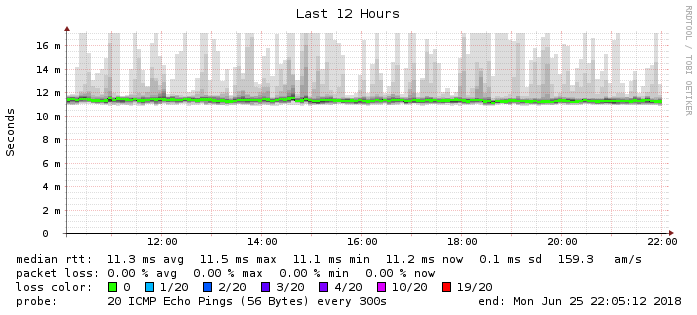 Last 12 Hours
RRDTOOL / TOBI OETIKER
Seconds
16 m
14 m
12 m
10 m
8 m
6 m
4 m
2 m
0
12:00 14:00 16:00 18:00 20:00 22:00
median rtt: 11.3 ms avg 11.5 ms max 11.1 ms min 11.2 ms now 0.1 ms sd 159.3 am/s
packet loss: 0.00 % avg 0.00 % max 0.00 % min 0.00 % now
loss color: 0 1/20 2/20 3/20 4/20 10/20 19/20
probe: 20 ICMP Echo Pings (56 Bytes) every 300s end: Mon Jun 25 22:05:12 2018